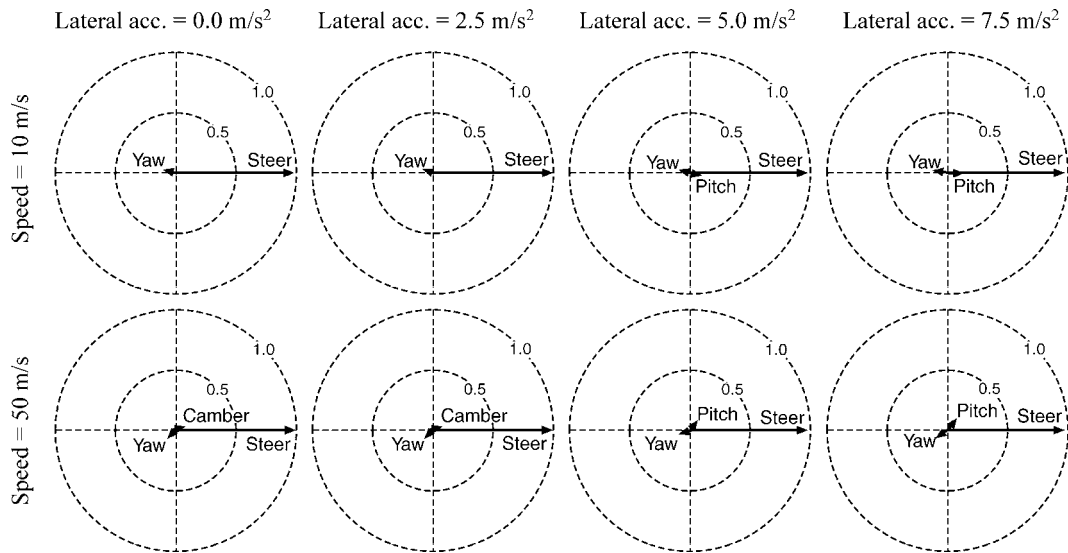 Lateral acc. = 0.0 m/s²
Lateral acc. = 2.5 m/s²
Lateral acc. = 5.0 m/s²
Lateral acc. = 7.5 m/s²
Speed = 10 m/s
1.0
0.5
Yaw
Steer
1.0
0.5
Yaw
Steer
1.0
0.5
Yaw
Steer
Pitch
1.0
0.5
Yaw
Steer
Pitch
Speed = 50 m/s
1.0
0.5
Camber
Yaw
Steer
1.0
0.5
Camber
Yaw
Steer
1.0
0.5
Pitch
Steer
Yaw
1.0
0.5
Pitch
Steer
Yaw